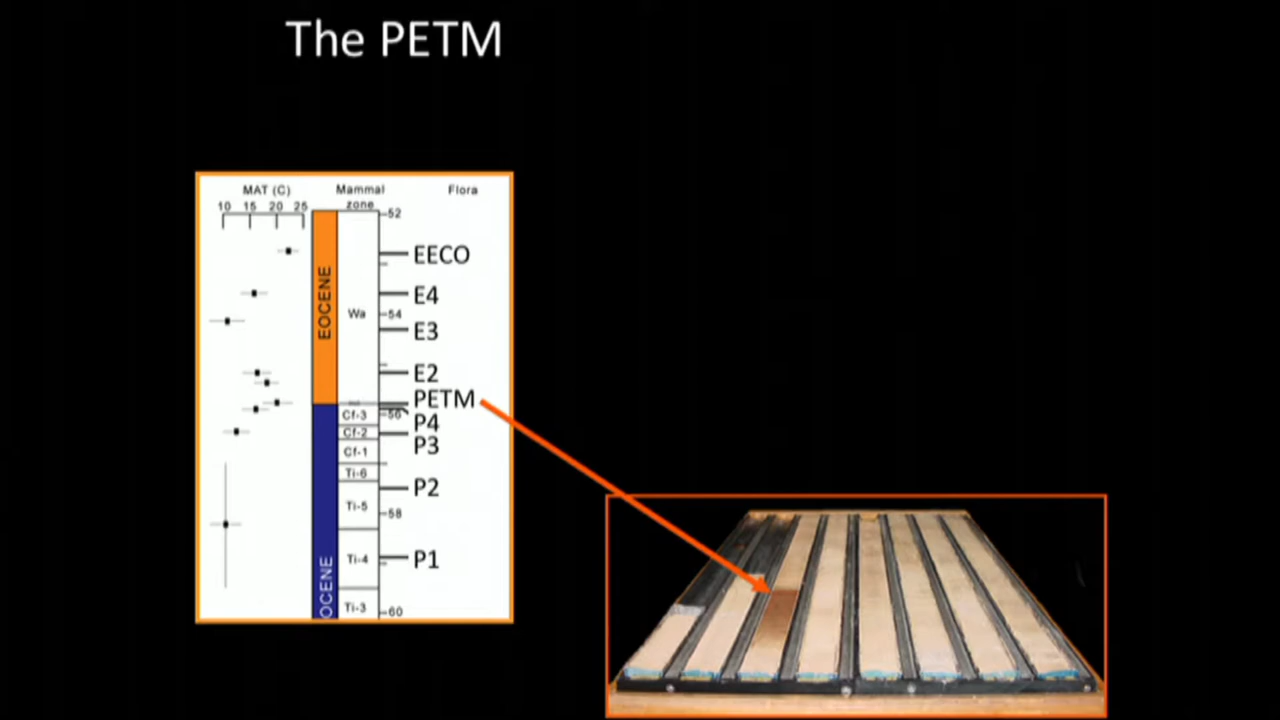 The PETM
MAT (C)
Mammal
zone
Flora
10 15 20 25
52
EECO
EOCENE
E4
Wa
54
E3
E2
PETM
Cf-3
56
P4
Cf-2
P3
Cf-1
Ti-6
P2
Ti-5
58
P1
Ti-4
OCENE
Ti-3
60